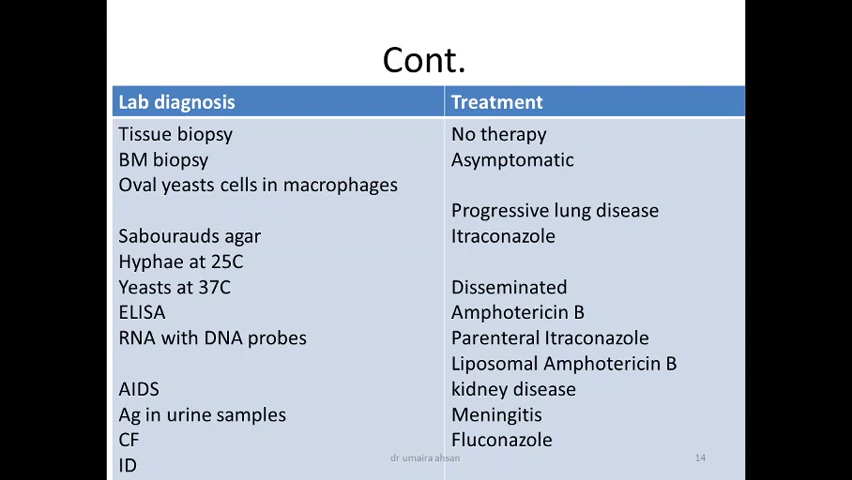 Cont.
Lab diagnosis
Tissue biopsy
BM biopsy
Oval yeasts cells in macrophages
Sabourauds agar
Hyphae at 25C
Yeasts at 37C
ELISA
RNA with DNA probes
AIDS
Ag in urine samples
CF
ID
Treatment
No therapy
Asymptomatic
Progressive lung disease
Itraconazole
Disseminated
Amphotericin B
Parenteral Itraconazole
Liposomal Amphotericin B
kidney disease
Meningitis
Fluconazole
dr umaira ahsan
14